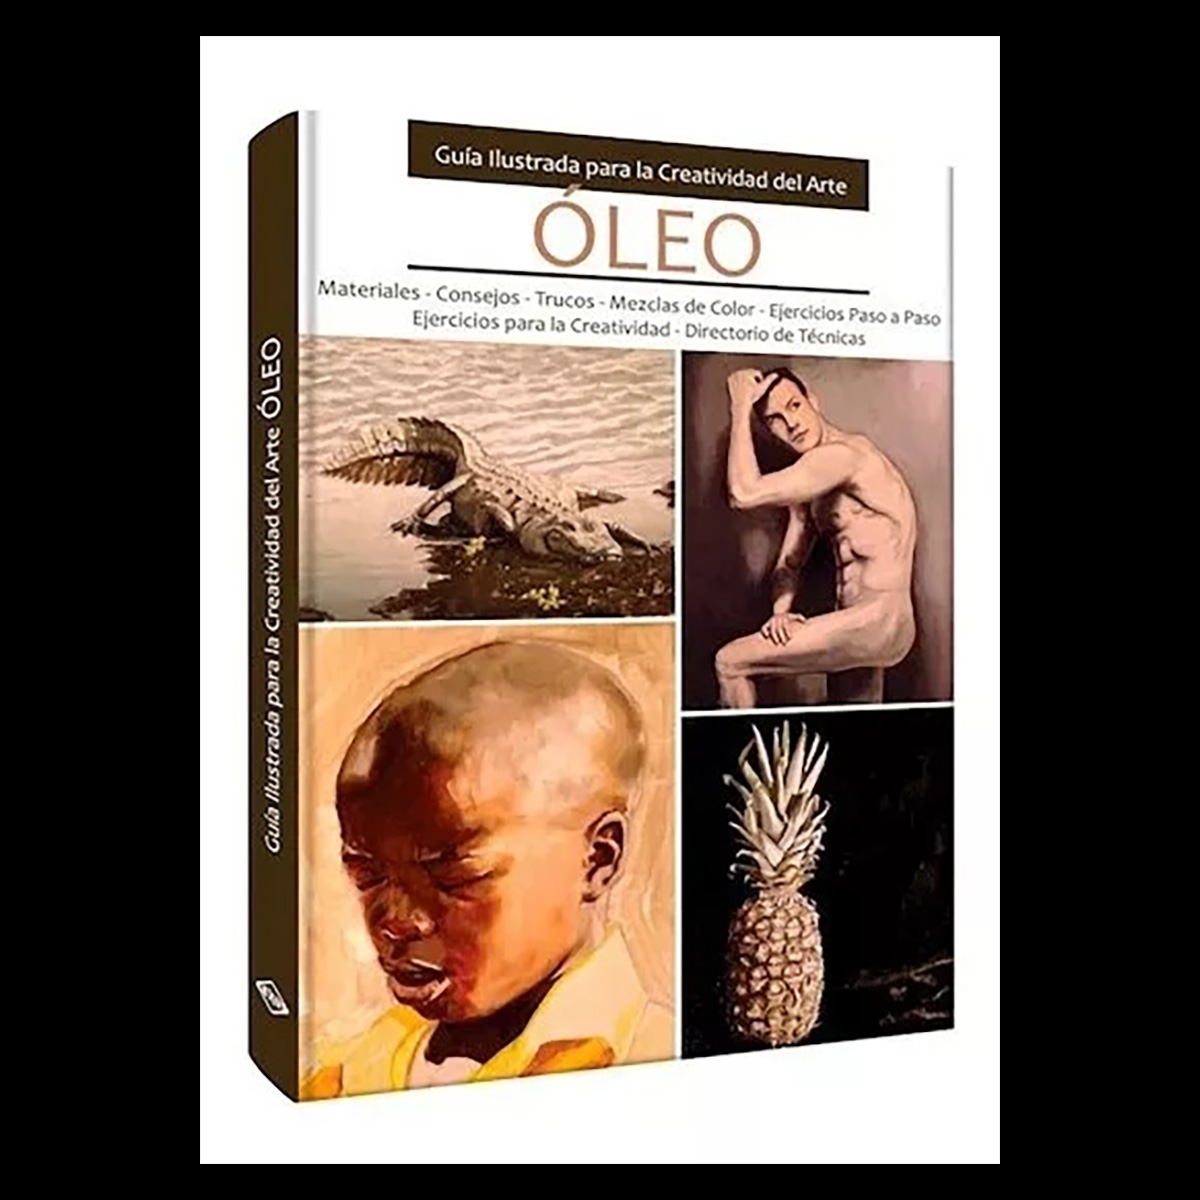 Guía Ilustrada para la Creatividad del Arte
ÓLEO
Materiales - Consejos - Trucos - Mezclas de Color - Ejercicios Paso a Paso
Ejercicios para la Creatividad - Directorio de Técnicas
Guía Ilustrada para la Creatividad del Arte ÓLEO